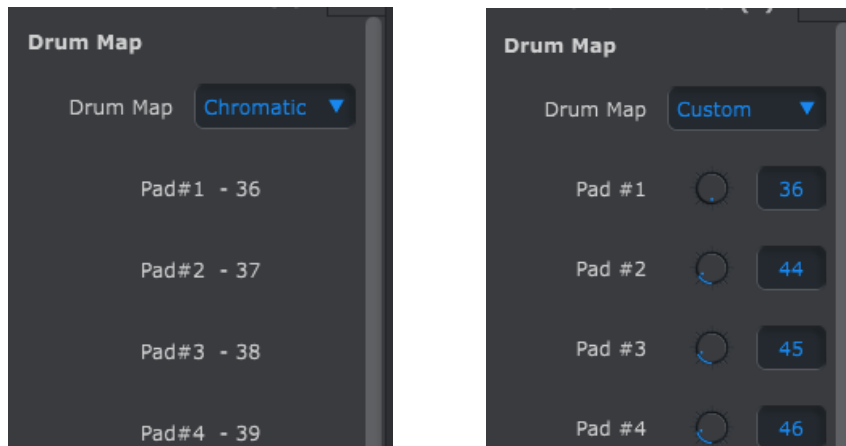 Drum Map
Drum Map Chromatic
Pad#1 - 36
Pad#2 - 37
Pad#3 - 38
Pad#4 - 39
Drum Map
Drum Map Custom
Pad #1 36
Pad #2 44
Pad #3 45
Pad #4 46